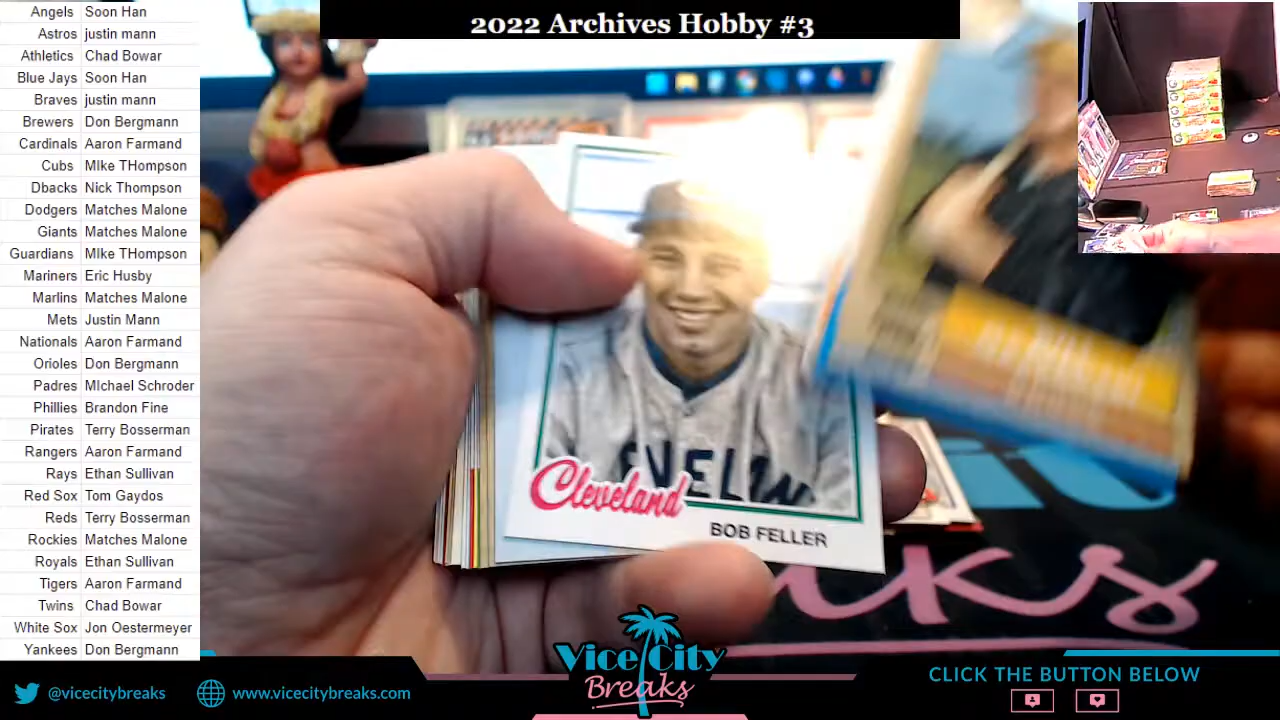 2022 Archives Hobby #3
Angels Soon Han
Astros justin mann
Athletics Chad Bowar
Blue Jays Soon Han
Braves justin mann
Brewers Don Bergmann
Cardinals Aaron Farmand
Cubs MIke THompson
Dbacks Nick Thompson
Dodgers Matches Malone
Giants Matches Malone
Guardians MIke THompson
Mariners Eric Husby
Marlins Matches Malone
Mets Justin Mann
Nationals Aaron Farmand
Orioles Don Bergmann
Padres MIchael Schroder
Phillies Brandon Fine
Pirates Terry Bosserman
Rangers Aaron Farmand
Rays Ethan Sullivan
Red Sox Tom Gaydos
Reds Terry Bosserman
Rockies Matches Malone
Royals Ethan Sullivan
Tigers Aaron Farmand
Twins Chad Bowar
White Sox Jon Oestermeyer
Yankees Don Bergmann
Cleveland
BOB FELLER
@vicecitybreaks
www.vicecitybreaks.com
Vice City
Breaks
CLICK THE BUTTON BELOW